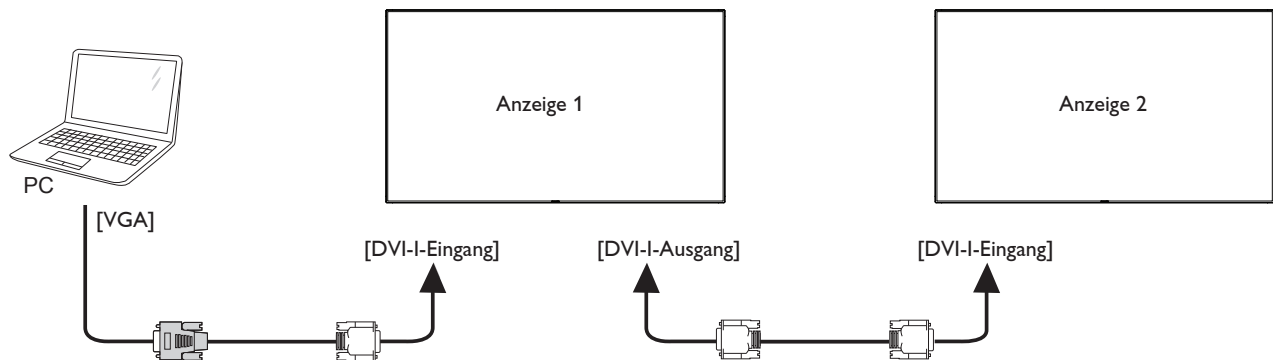 Anzeige 1
Anzeige 2
PC
[VGA]
[DVI-I-Eingang]
[DVI-I-Ausgang]
[DVI-I-Eingang]